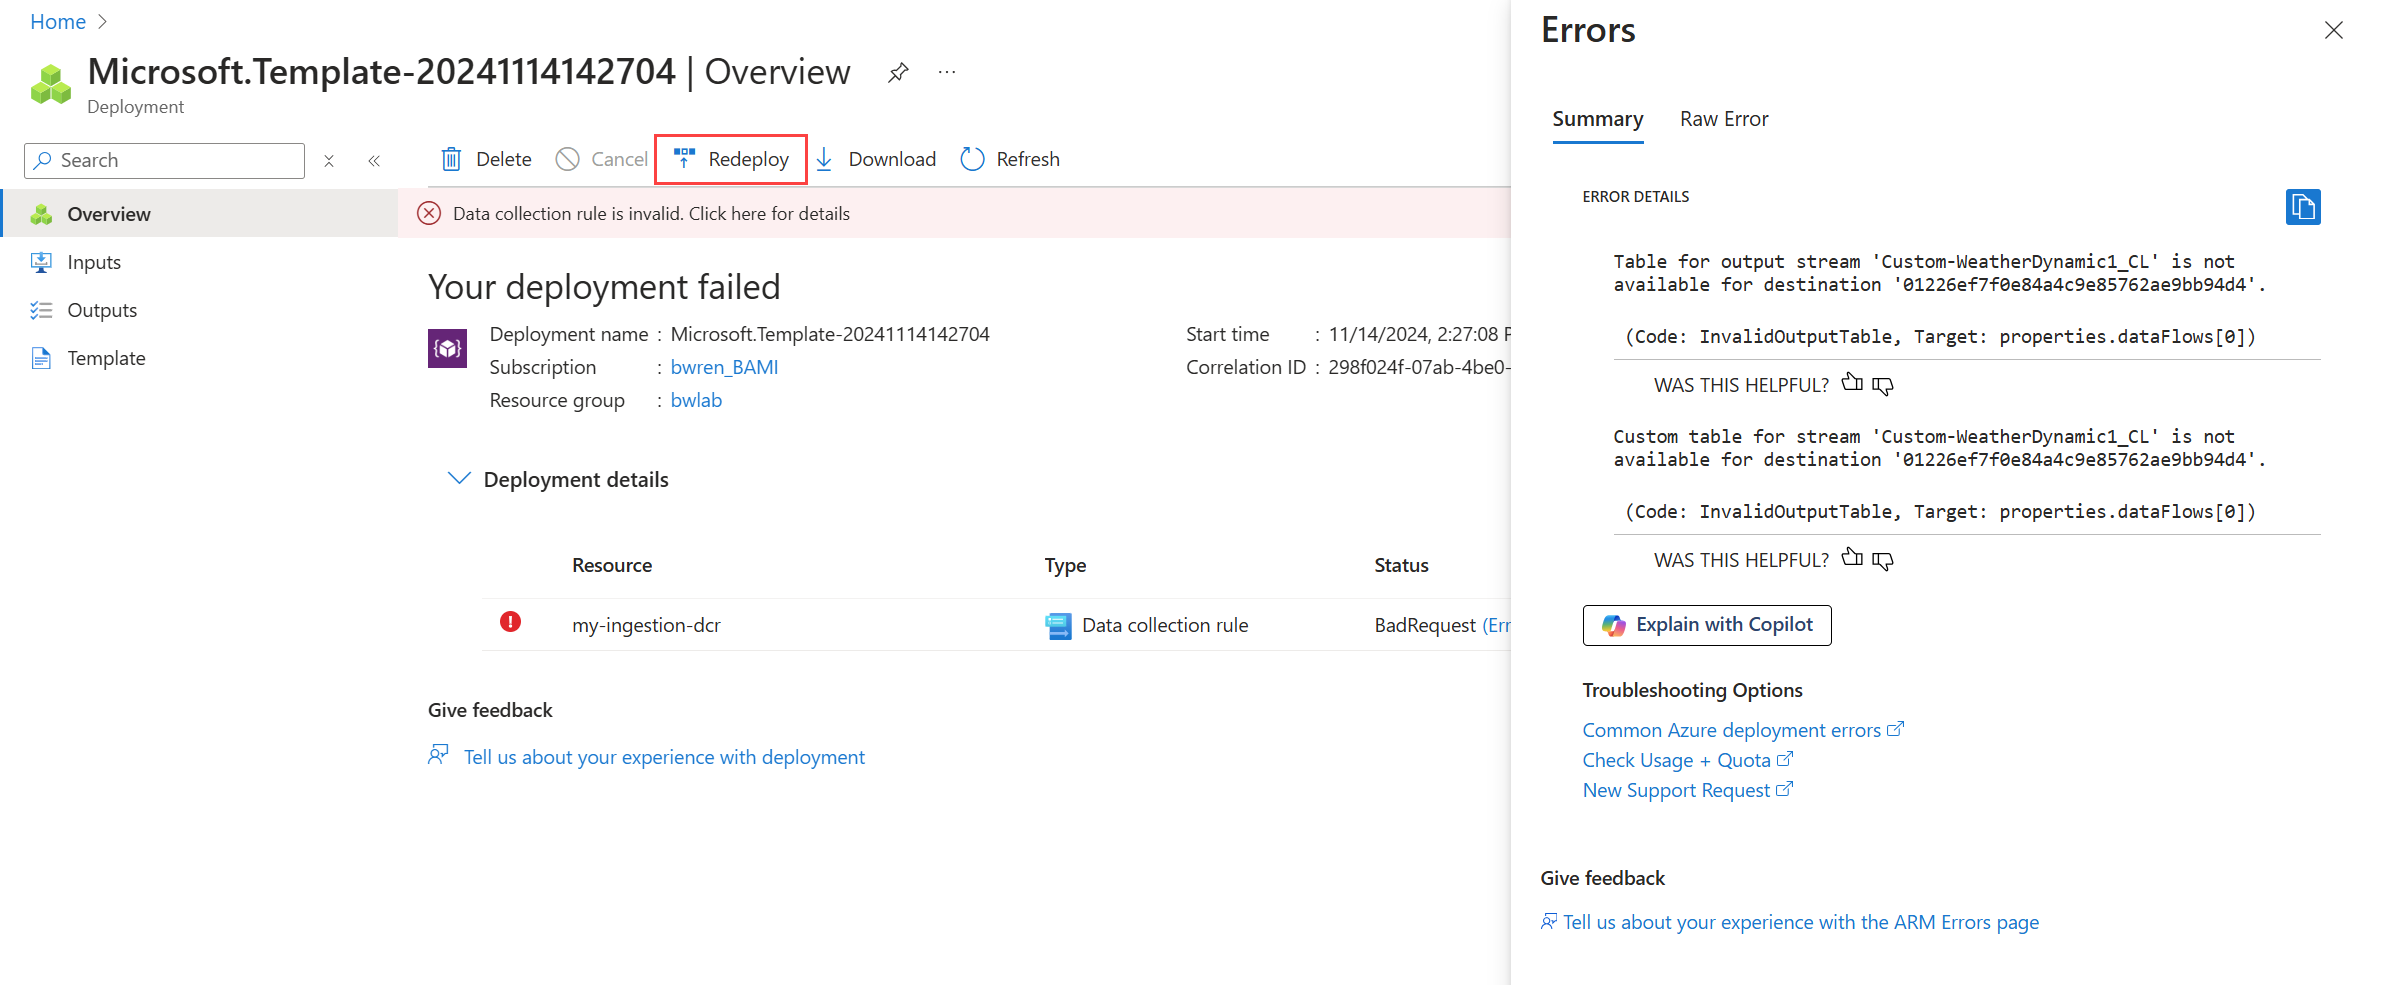 Home
Microsoft.Template-20241114142704 | Overview
Deployment
Search
Overview
Inputs
Outputs
Template
Delete
Cancel
Redeploy
Download
Refresh
Data collection rule is invalid. Click here for details
Your deployment failed
Deployment name : Microsoft.Template-20241114142704
Subscription : bwren_BAMI
Resource group : bwlab
Start time : 11/14/2024, 2:27:08
Correlation ID : 298f024f-07ab-4be0-
Deployment details
Resource Type Status
my-ingestion-dcr Data collection rule BadRequest (Err
Give feedback
Tell us about your experience with deployment
Errors
Summary
Raw Error
ERROR DETAILS
Table for output stream 'Custom-WeatherDynamic1_CL' is not
available for destination '01226ef7f0e84a4c9e85762ae9bb94d4'.
(Code: InvalidOutputTable, Target: properties.dataFlows[0])
WAS THIS HELPFUL?
Custom table for stream 'Custom-WeatherDynamic1_CL' is not
available for destination '01226ef7f0e84a4c9e85762ae9bb94d4'.
(Code: InvalidOutputTable, Target: properties.dataFlows[0])
WAS THIS HELPFUL?
Explain with Copilot
Troubleshooting Options
Common Azure deployment errors
Check Usage + Quota
New Support Request
Give feedback
Tell us about your experience with the ARM Errors page